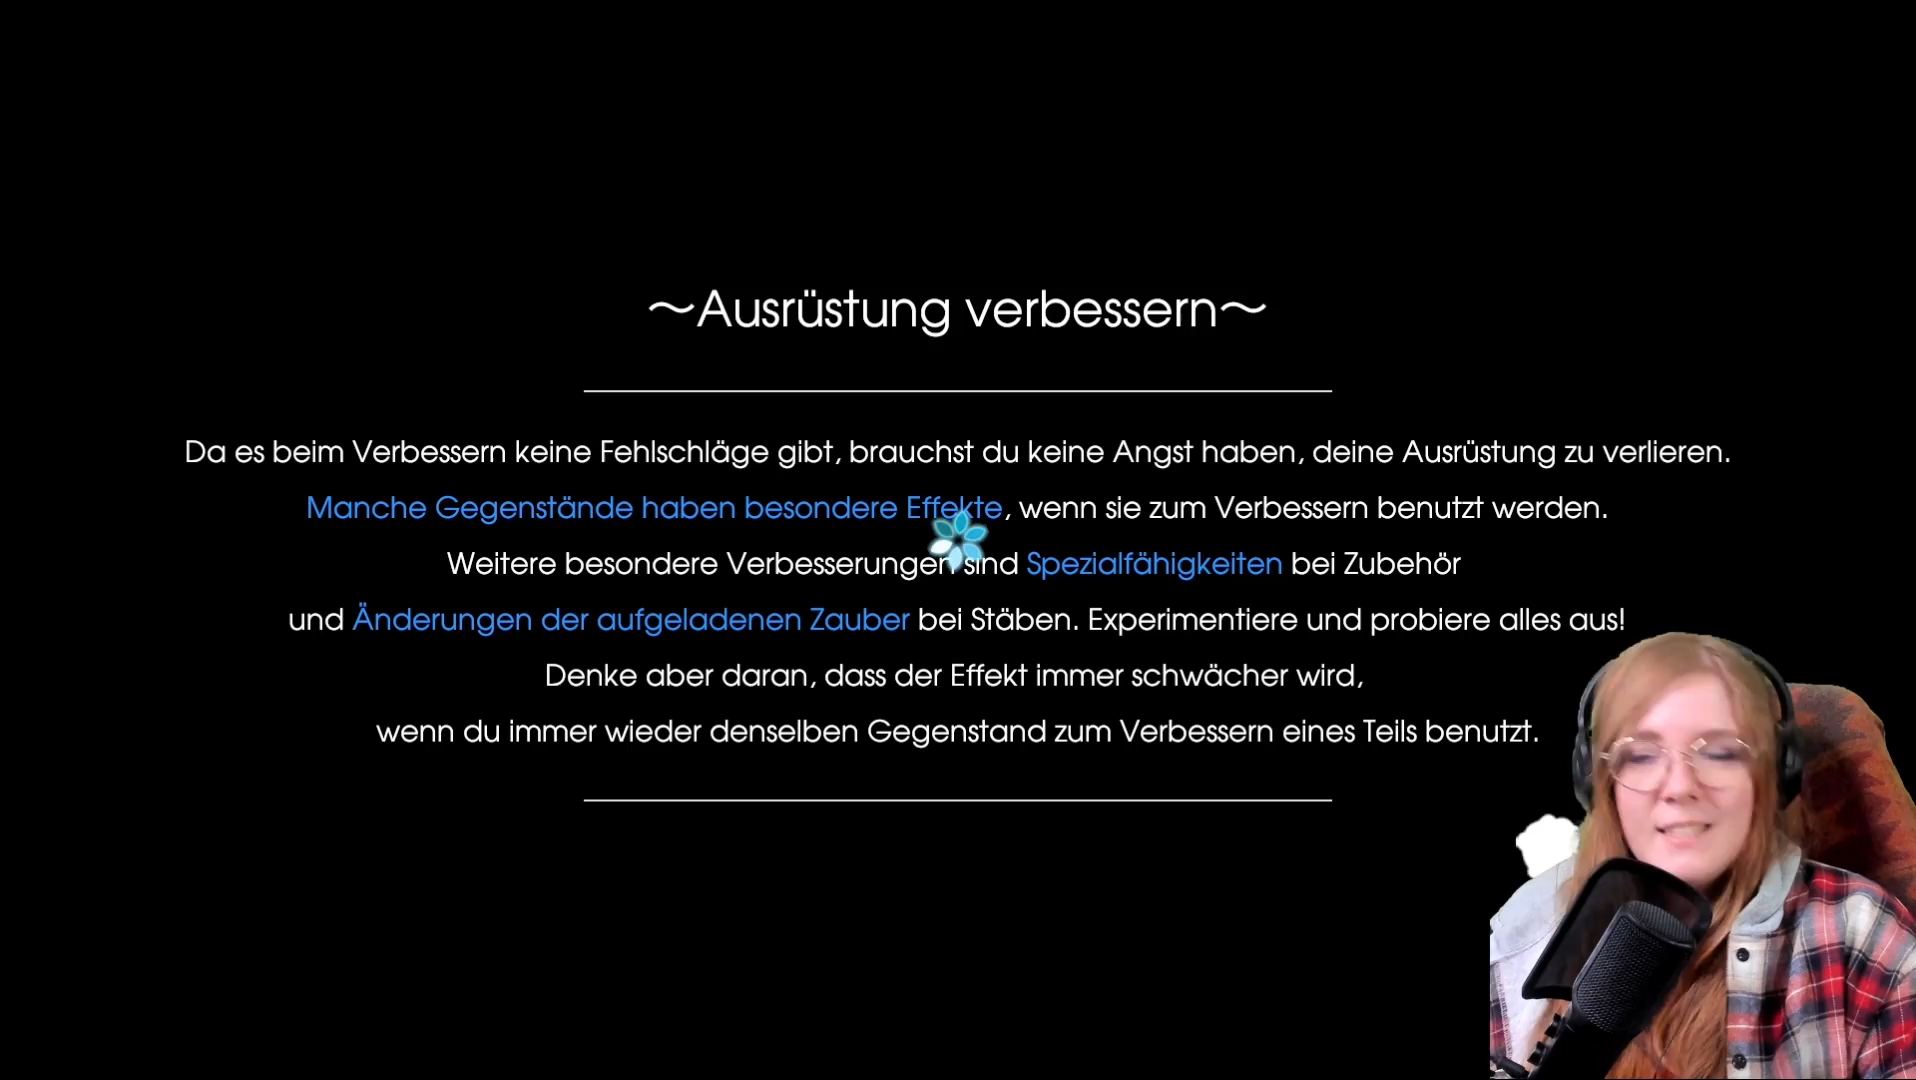 ～Ausrüstung verbessern～
Da es beim Verbessern keine Fehlschläge gibt, brauchst du keine Angst haben, deine Ausrüstung zu verlieren.
Manche Gegenstände haben besondere Effekte, wenn sie zum Verbessern benutzt werden.
Weitere besondere Verbesserungen sind Spezialfähigkeiten bei Zubehör
und Änderungen der aufgeladenen Zauber bei Stäben. Experimentiere und probiere alles aus!
Denke aber daran, dass der Effekt immer schwächer wird,
wenn du immer wieder denselben Gegenstand zum Verbessern eines Teils benutzt.